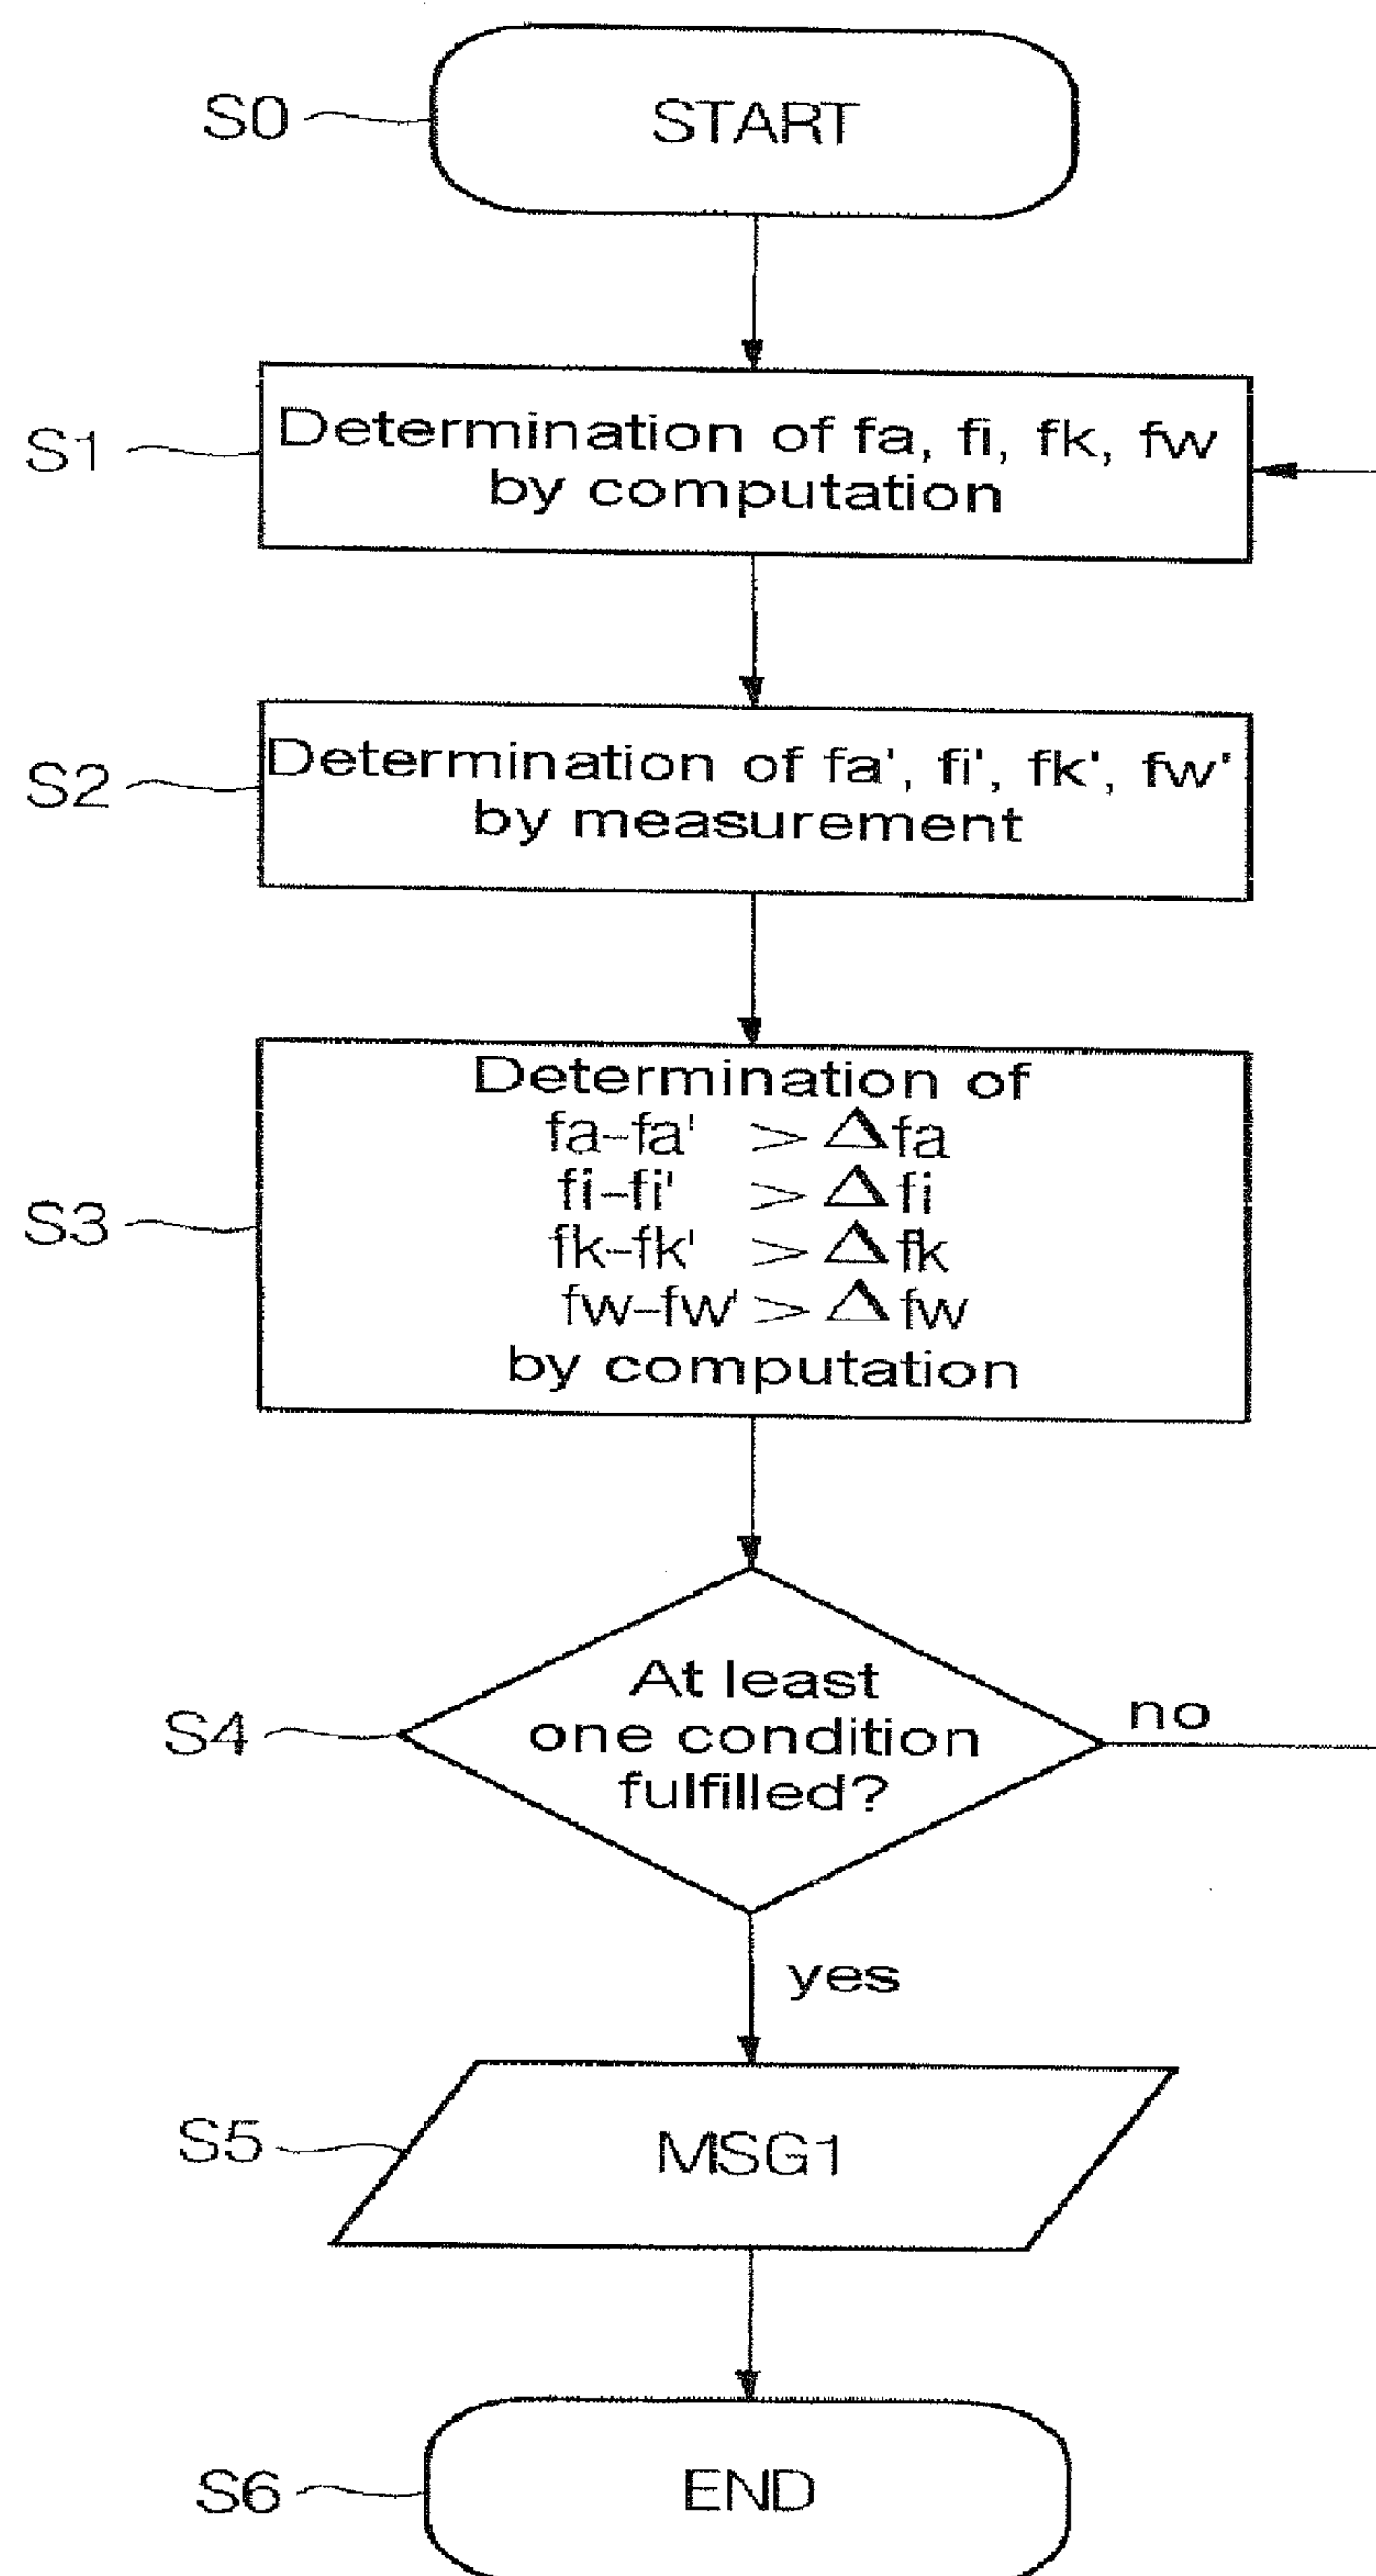 S0
START
S1
Determination of fa, fi, fk, fw
by computation
S2
Determination of fa', fi', fk', fw'
by measurement
S3
Determination of
fa-fa' > Δfa
fi-fi' > Δfi
fk-fk' > Δfk
fw-fw' > Δfw
by computation
S4
At least
one condition
fulfilled?
no
yes
S5
MSG1
S6
END